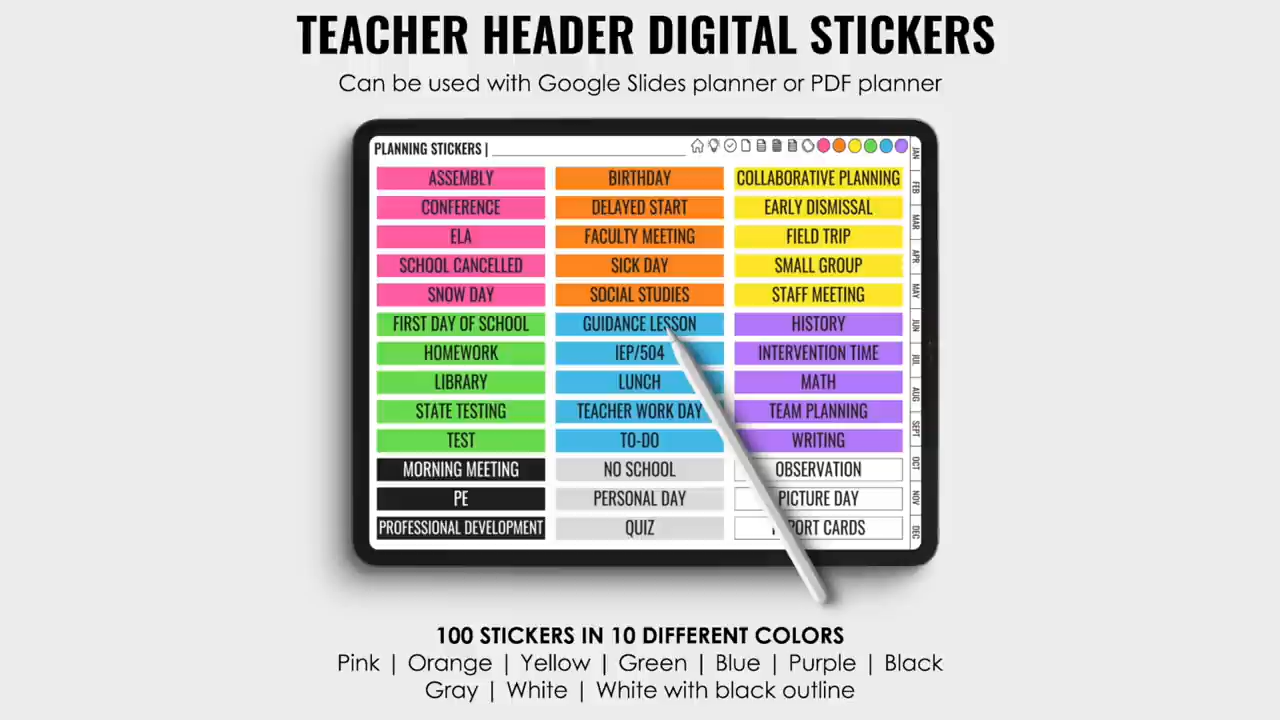 TEACHER HEADER DIGITAL STICKERS
Can be used with Google Slides planner or PDF planner
PLANNING STICKERS |
JAN
FEB
MAR
APR
MAY
JUN
JUL
AUG
SEPT
OCT
NOV
DEC
ASSEMBLY
BIRTHDAY
COLLABORATIVE PLANNING
CONFERENCE
DELAYED START
EARLY DISMISSAL
ELA
FACULTY MEETING
FIELD TRIP
SCHOOL CANCELLED
SICK DAY
SMALL GROUP
SNOW DAY
SOCIAL STUDIES
STAFF MEETING
FIRST DAY OF SCHOOL
GUIDANCE LESSON
HISTORY
HOMEWORK
IEP/504
INTERVENTION TIME
LIBRARY
LUNCH
MATH
STATE TESTING
TEACHER WORK DAY
TEAM PLANNING
TEST
TO-DO
WRITING
MORNING MEETING
NO SCHOOL
OBSERVATION
PE
PERSONAL DAY
PICTURE DAY
PROFESSIONAL DEVELOPMENT
QUIZ
CARDS
100 STICKERS IN 10 DIFFERENT COLORS
Pink | Orange | Yellow | Green | Blue | Purple | Black
Gray | White | White with black outline